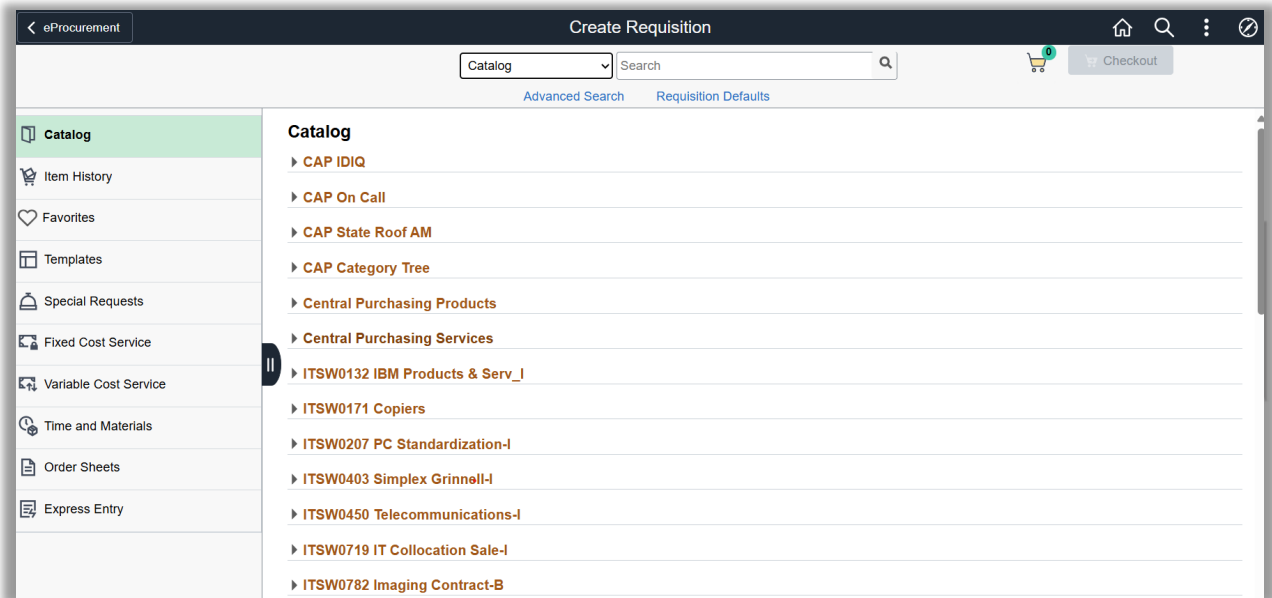 eProcurement
Create Requisition
Catalog
Search
0
Checkout
Advanced Search
Requisition Defaults
Catalog
Item History
Favorites
Templates
Special Requests
Fixed Cost Service
Variable Cost Service
Time and Materials
Order Sheets
Express Entry
Catalog
CAP IDIQ
CAP On Call
CAP State Roof AM
CAP Category Tree
Central Purchasing Products
Central Purchasing Services
ITSW0132 IBM Products & Serv_I
ITSW0171 Copiers
ITSW0207 PC Standardization-I
ITSW0403 Simplex Grinnell-I
ITSW0450 Telecommunications-I
ITSW0719 IT Collocation Sale-I
ITSW0782 Imaging Contract-B